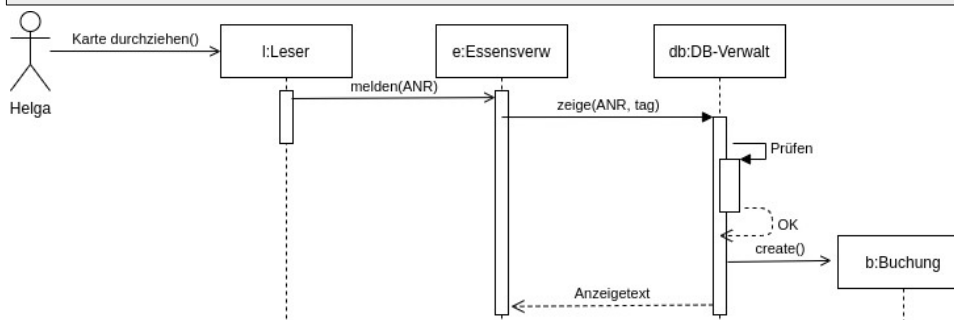 Karte durchziehen()
l:Leser
e:Essensverw
db:DB-Verwalt
Helga
melden(ANR)
zeige(ANR, tag)
Prüfen
OK
create()
b:Buchung
Anzeigetext